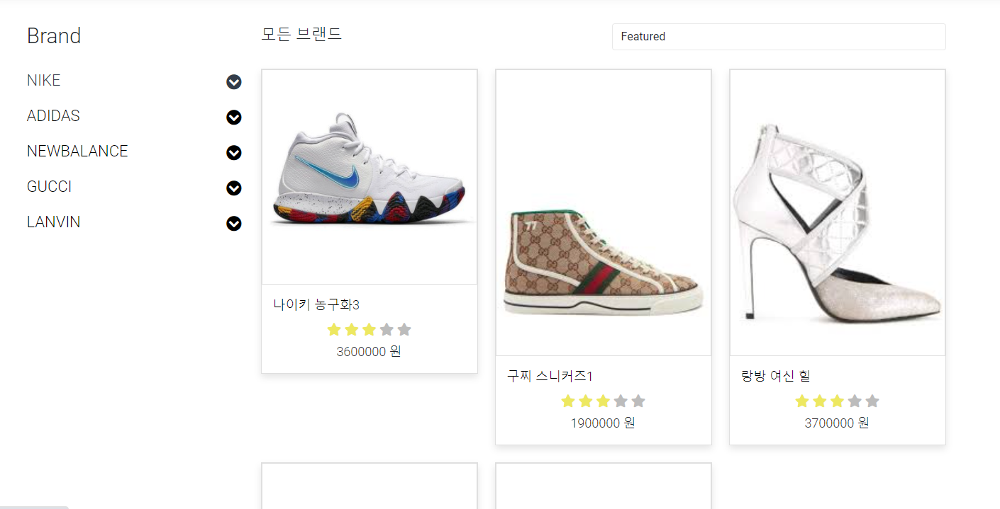 Brand
NIKE
ADIDAS
NEWBALANCE
GUCCI
LANVIN
모든 브랜드
Featured
나이키 농구화3
3600000 원
77
구찌 스니커즈1
1900000 원
랑방 여신 힐
3700000 원